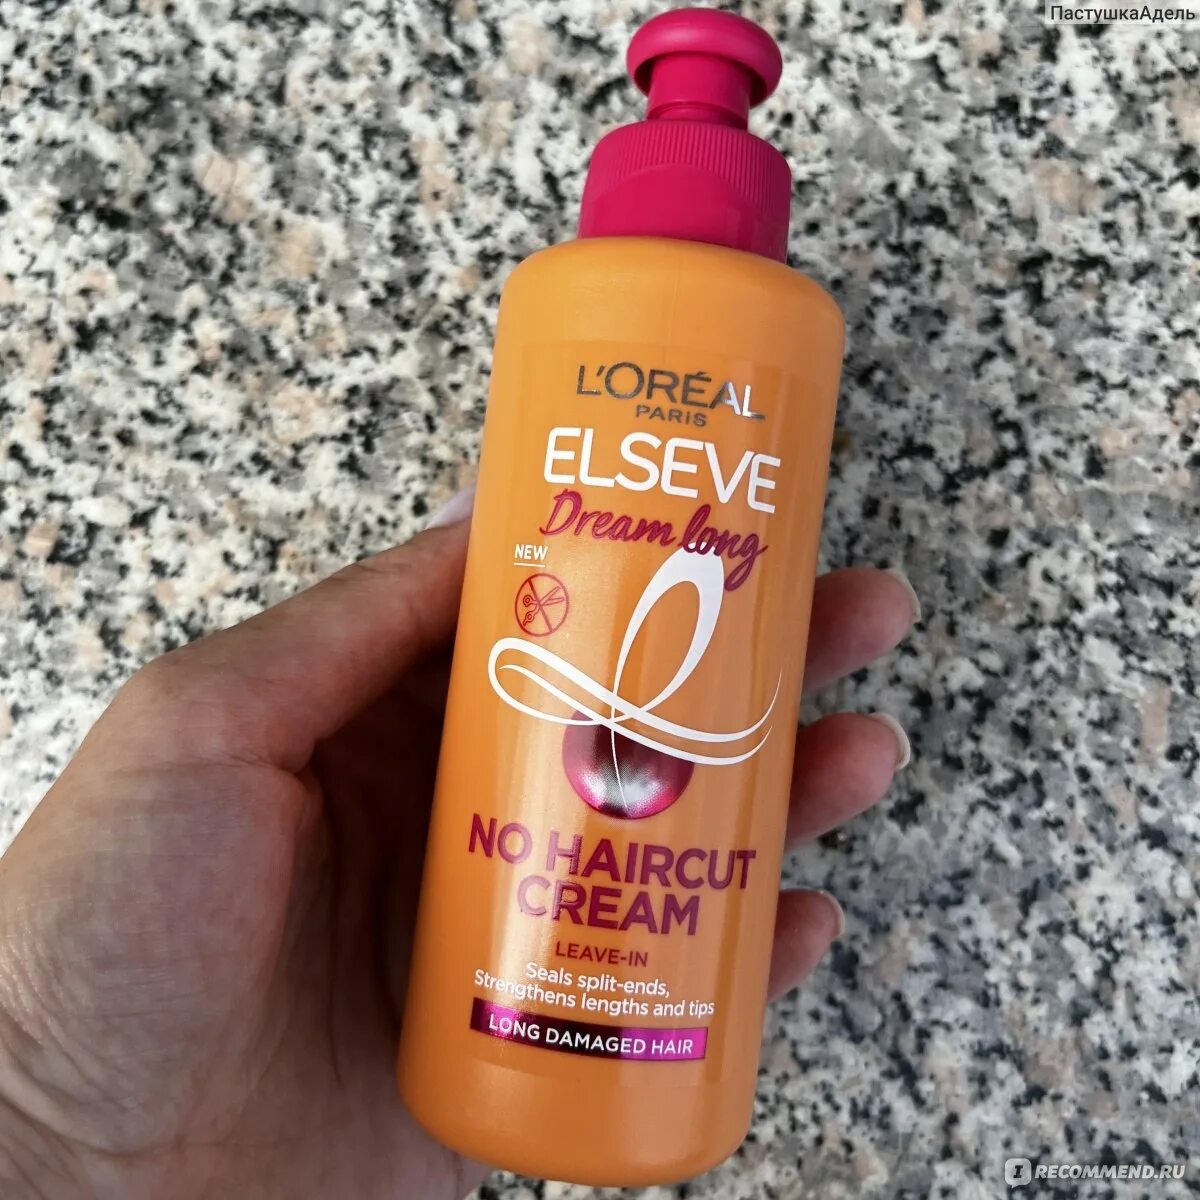 ПастушкаАдель
L'ORÉAL
PARIS
ELSEVE
Dream long
NEW
NO HAIRCUT
CREAM
LEAVE-IN
Seals split-ends,
Strengthens lengths and tips
LONG DAMAGED HAIR
I RECOMMEND.RU